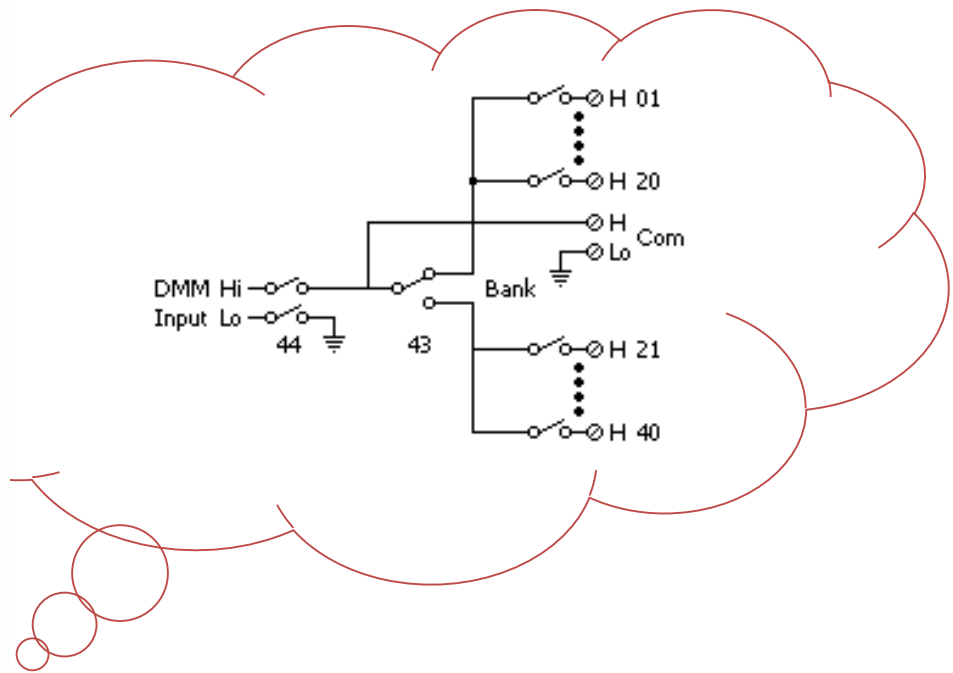 H 01
H 20
H
Com
Lo
DMM Hi
Bank
Input Lo
44
43
H 21
H 40